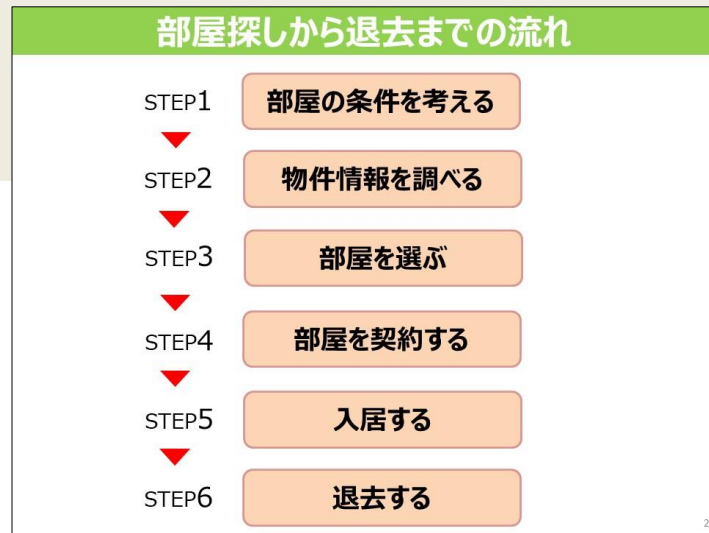 部屋探しから退去までの流れ
STEP1 部屋の条件を考える
STEP2 物件情報を調べる
STEP3 部屋を選ぶ
STEP4 部屋を契約する
STEP5 入居する
STEP6 退去する
2